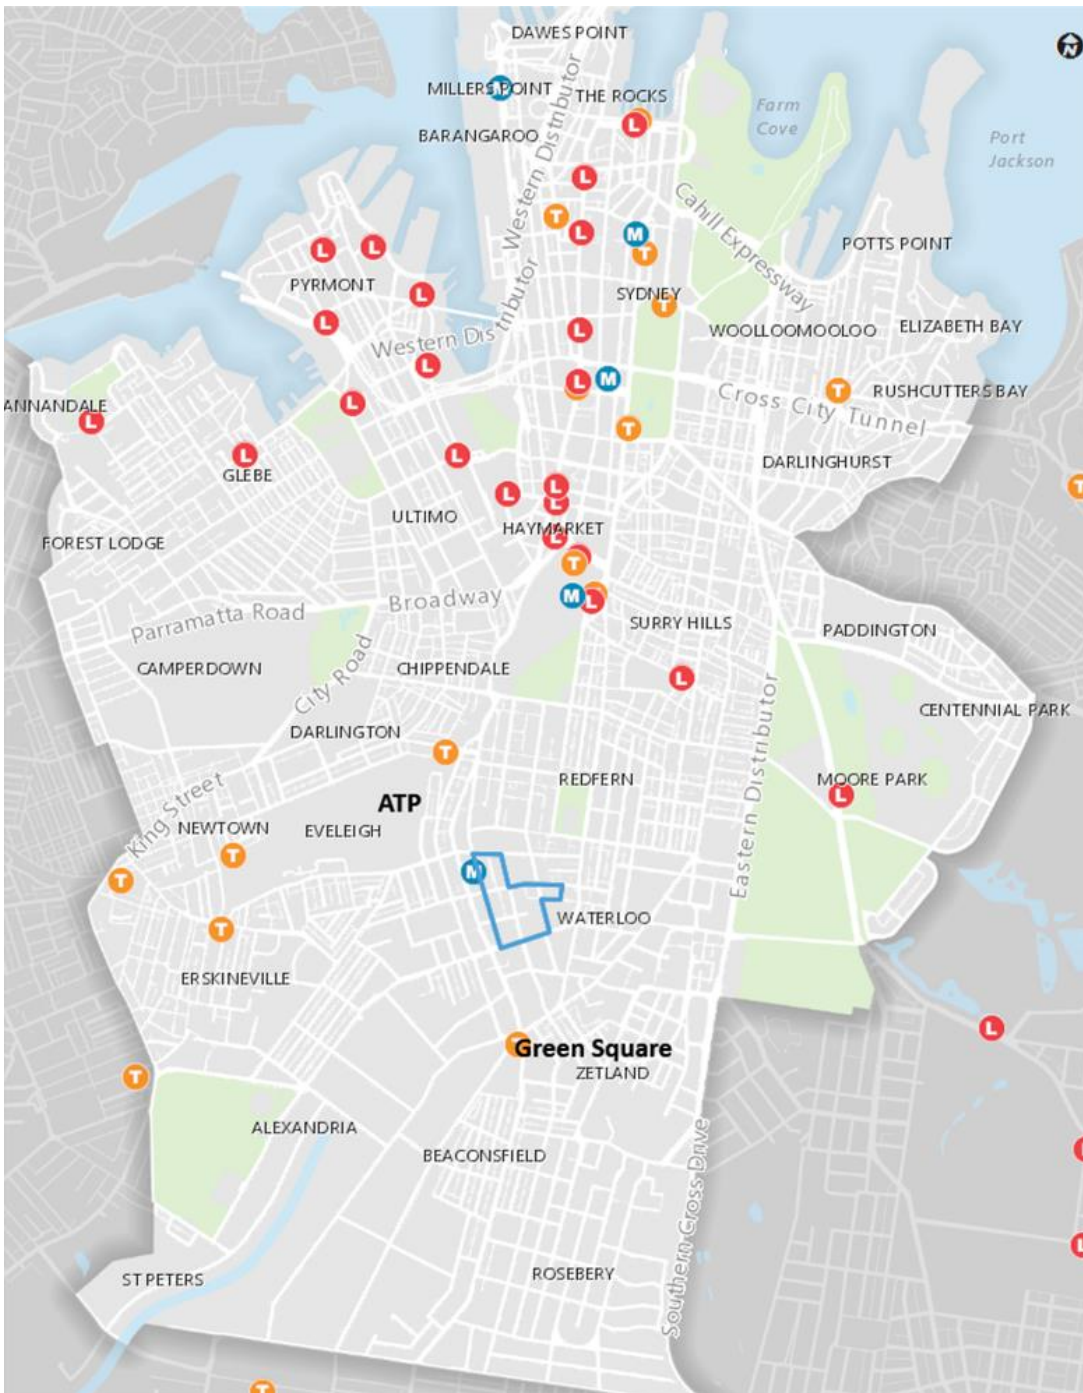 DAWES POINT
N
MILLERS POINT
M
THE ROCKS
Farm
Cove
L
BARANGAROO
Port
Jackson
Western Distributor
L
Cahill Expressway
T
L
M
POTTS POINT
L
L
T
PYRMONT
L
SYDNEY
T
WOOLLOOMOOLOO
ELIZABETH BAY
L
L
Western Distributor
L
L
M
T
RUSHCUTTERS BAY
Cross City Tunnel
ANNANDALE
L
L
T
L
GLEBE
L
DARLINGHURST
L
L
L
T
ULTIMO
HAYMARKET
L
FOREST LODGE
T
Broadway
M
L
Parramatta Road
SURRY HILLS
PADDINGTON
CAMPERDOWN
City Road
CHIPPENDALE
L
Eastern Distributor
CENTENNIAL PARK
DARLINGTON
T
REDFERN
MOORE PARK
L
ATP
King Street
NEWTOWN
EVELEIGH
T
M
T
WATERLOO
T
ERSKINEVILLE
L
T
Green Square
ZETLAND
T
ALEXANDRIA
BEACONSFIELD
L
Southern Cross Drive
L
ST PETERS
ROSEBERY
T